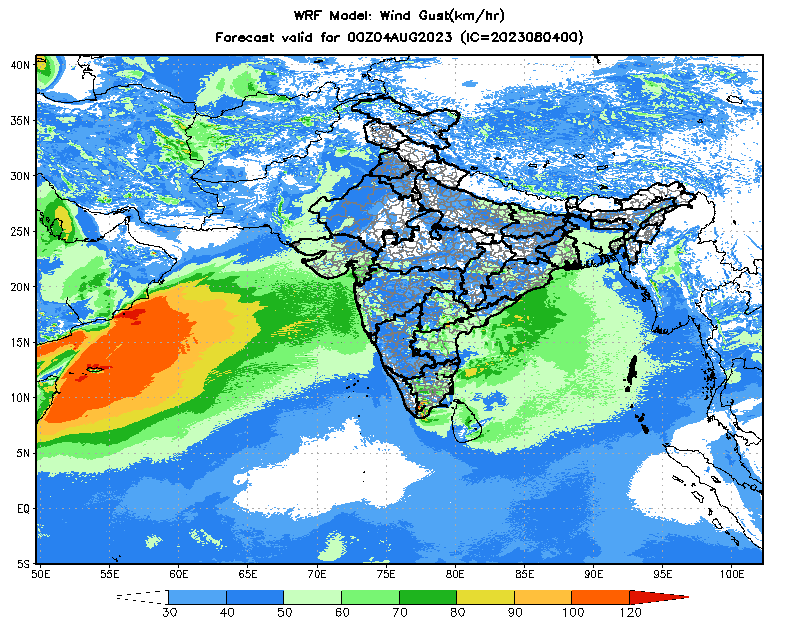 WRF Model: Wind Gust(km/hr)
Forecast valid for 00Z04AUG2023 (IC=2023080400)
40N
35N
30N
25N
20N
15N
10N
5N
EQ
5S
50E 55E 60E 65E 70E 75E 80E 85E 90E 95E 100E
30 40 50 60 70 80 90 100 120